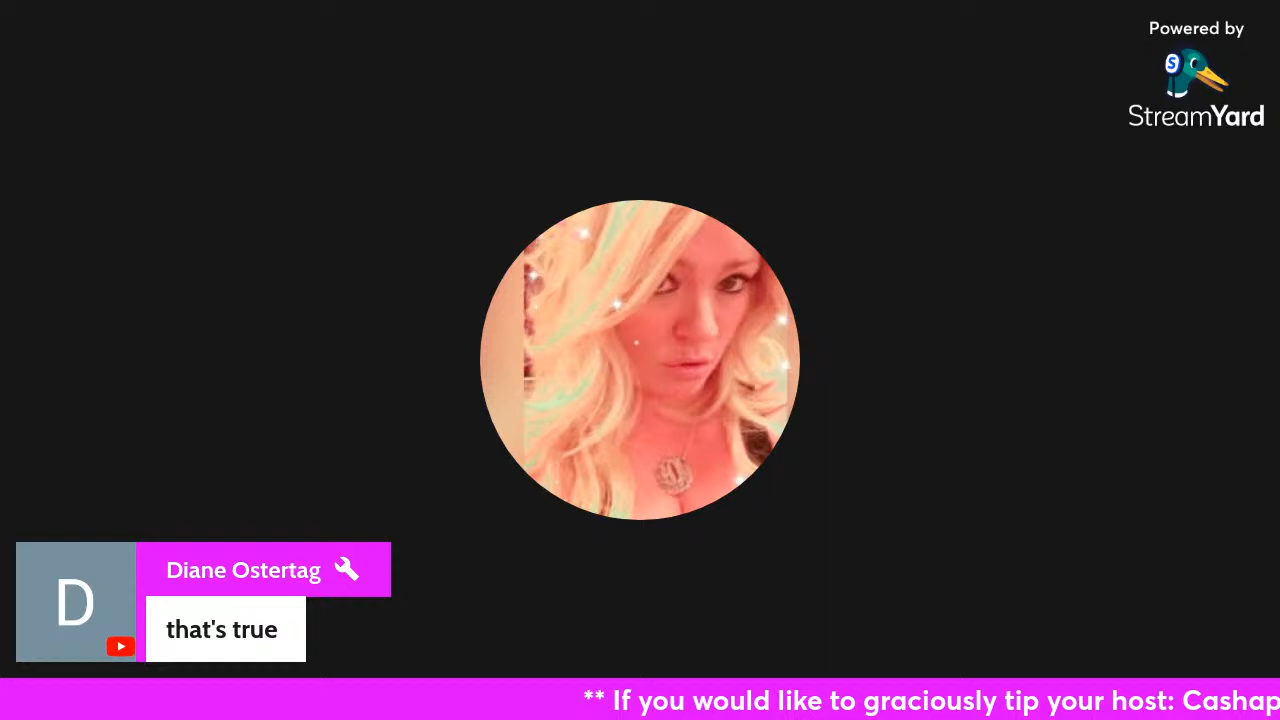 Powered by
S
StreamYard
D
Diane Ostertag
that's true
** If you would like to graciously tip your host: Cashap